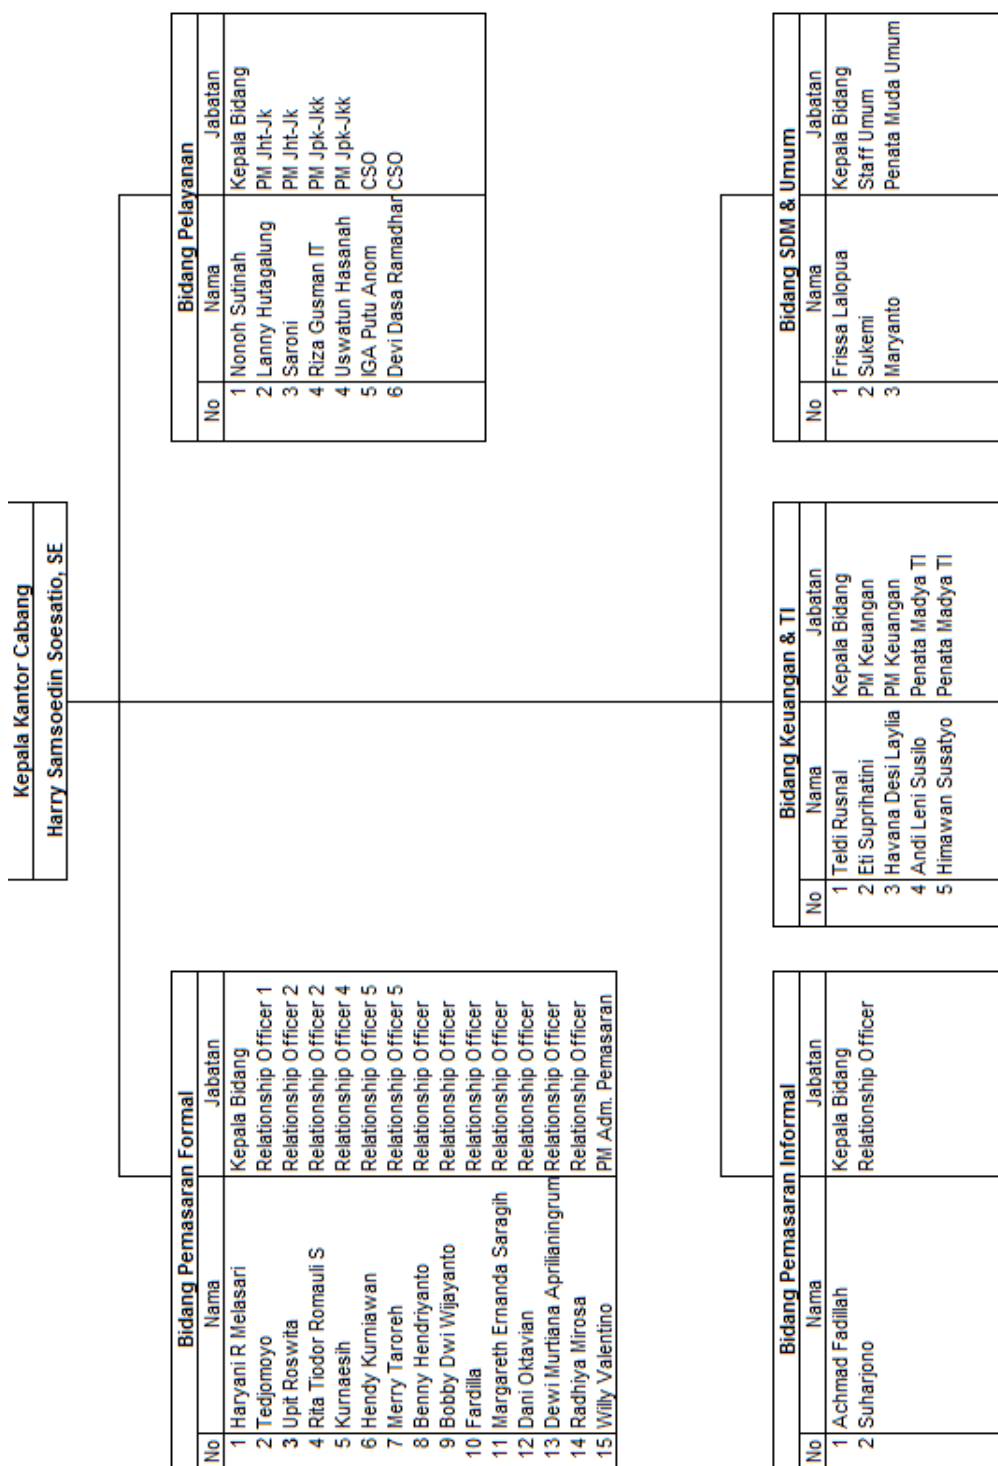 Kepala Kantor Cabang
Harry Samsoedin Soesatio, SE
Bidang Pemasaran Formal
No Nama Jabatan
1 Haryani R Melasari Kepala Bidang
2 Tedjomoyo Relationship Officer 1
3 Upit Roswita Relationship Officer 2
4 Rita Tiodor Romauli S Relationship Officer 2
5 Kurnaesih Relationship Officer 4
6 Hendy Kurniawan Relationship Officer 5
7 Merry Taroreh Relationship Officer 5
8 Benny Hendriyanto Relationship Officer
9 Bobby Dwi Wijayanto Relationship Officer
10 Fardilla Relationship Officer
11 Margareth Ernanda Saragih Relationship Officer
12 Dani Oktavian Relationship Officer
13 Dewi Murtiana Aprilianingrum Relationship Officer
14 Radhiya Mirosa Relationship Officer
15 Willy Valentino PM Adm. Pemasaran
Bidang Pelayanan
No Nama Jabatan
1 Nonoh Sutinah Kepala Bidang
2 Lanny Hutagalung PM Jht-Jk
3 Saroni PM Jht-Jk
4 Riza Gusman IT PM Jpk-Jkk
4 Uswatun Hasanah PM Jpk-Jkk
5 IGA Putu Anom CSO
6 Devi Dasa Ramadhar CSO
Bidang Pemasaran Informal
No Nama Jabatan
1 Achmad Fadillah Kepala Bidang
2 Suharjono Relationship Officer
Bidang Keuangan & TI
No Nama Jabatan
1 Teldi Rusnal Kepala Bidang
2 Eti Suprihatini PM Keuangan
3 Havana Desi Laylia PM Keuangan
4 Andi Leni Susilo Penata Madya TI
5 Himawan Susatyo Penata Madya TI
Bidang SDM & Umum
No Nama Jabatan
1 Frissa Lalopua Kepala Bidang
2 Sukemi Staff Umum
3 Maryanto Penata Muda Umum